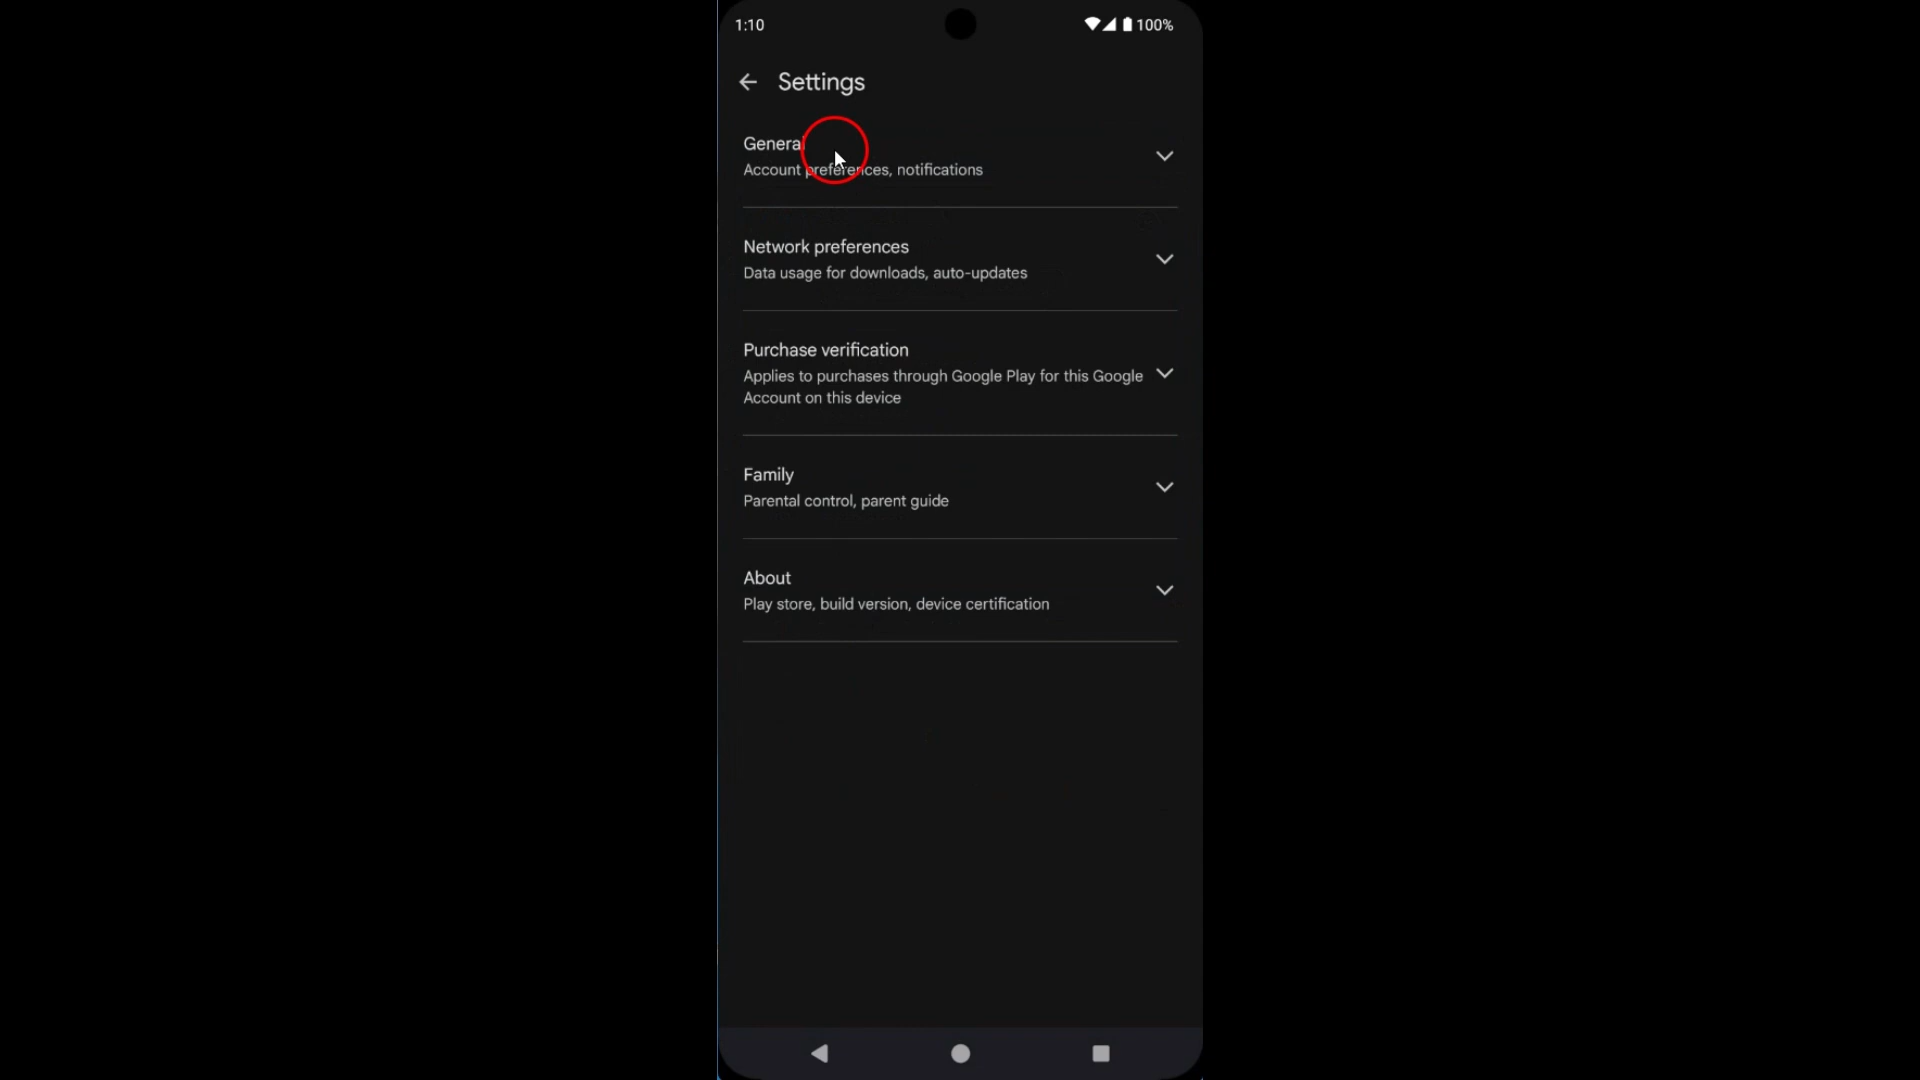 1:10
100%
Settings
General
Account preferences, notifications
Network preferences
Data usage for downloads, auto-updates
Purchase verification
Applies to purchases through Google Play for this Google
Account on this device
Family
Parental control, parent guide
About
Play store, build version, device certification